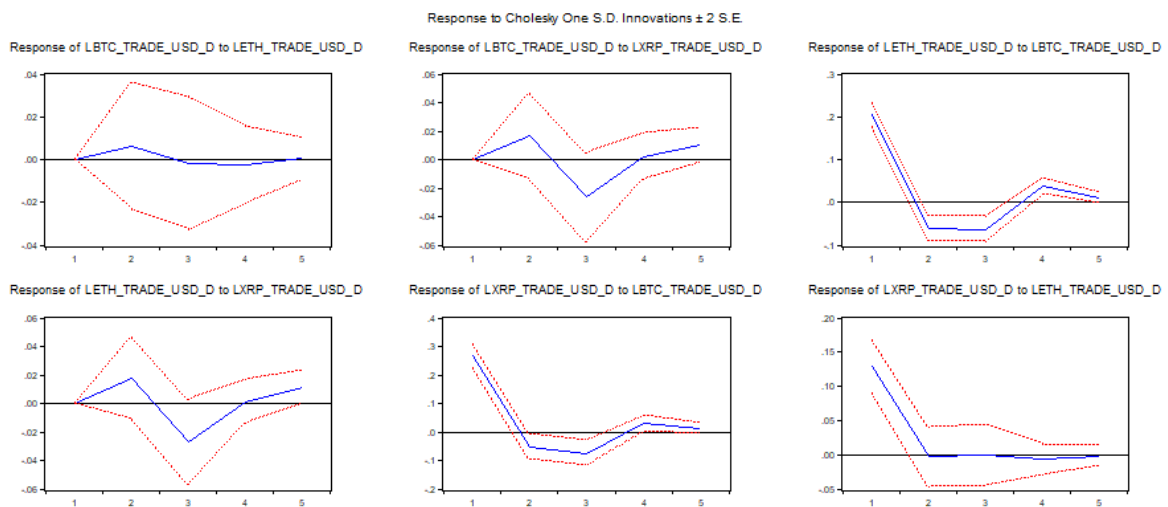 Response to Cholesky One S.D. Innovations ± 2 S.E.
Response of LBTC_TRADE_USD_D to LETH_TRADE_USD_D
.04
.02
.00
-.02
-.04
1 2 3 4 5
Response of LBTC_TRADE_USD_D to LXRP_TRADE_USD_D
.06
.04
.02
.00
-.02
-.04
-.06
1 2 3 4 5
Response of LETH_TRADE_USD_D to LBTC_TRADE_USD_D
.3
.2
.1
.0
-.1
1 2 3 4 5
Response of LETH_TRADE_USD_D to LXRP_TRADE_USD_D
.06
.04
.02
.00
-.02
-.04
-.06
1 2 3 4 5
Response of LXRP_TRADE_USD_D to LBTC_TRADE_USD_D
.4
.3
.2
.1
.0
-.1
-.2
1 2 3 4 5
Response of LXRP_TRADE_USD_D to LETH_TRADE_USD_D
.20
.15
.10
.05
.00
-.05
1 2 3 4 5